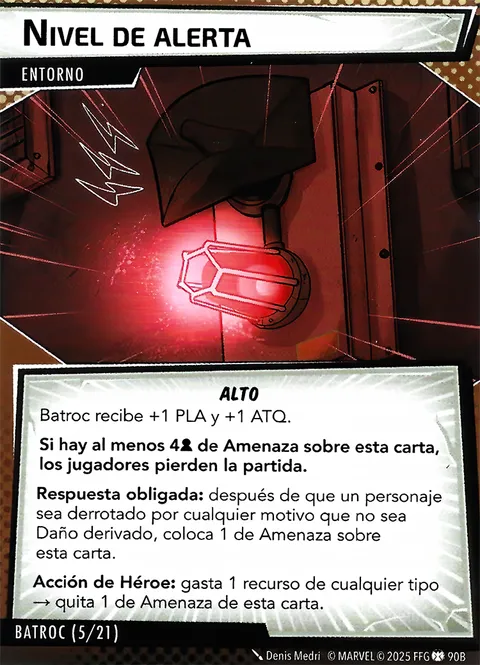 NIVEL DE ALERTA
ENTORNO
ALTO
Batroc recibe +1 PLA y +1 ATQ.
Si hay al menos 4 de Amenaza sobre esta carta,
los jugadores pierden la partida.
Respuesta obligada: después de que un personaje
sea derrotado por cualquier motivo que no sea
Daño derivado, coloca 1 de Amenaza sobre
esta carta.
Acción de Héroe: gasta 1 recurso de cualquier tipo
→ quita 1 de Amenaza de esta carta.
BATROC (5/21)
Denis Medri © MARVEL © 2025 FFG 90B